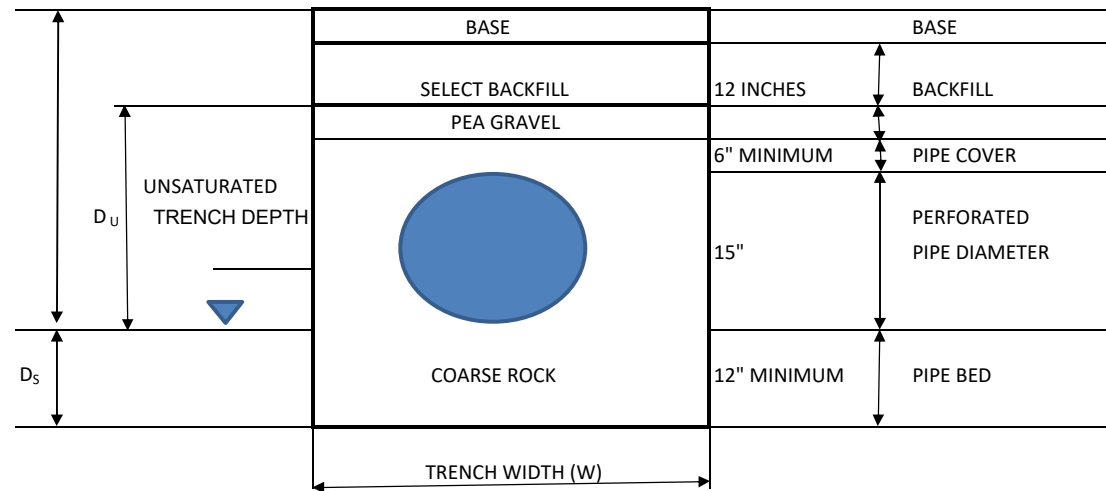 BASE BASE
SELECT BACKFILL 12 INCHES BACKFILL
PEA GRAVEL
6" MINIMUM PIPE COVER
UNSATURATED
D U TRENCH DEPTH PERFORATED
15" PIPE DIAMETER
DS COARSE ROCK 12" MINIMUM PIPE BED
TRENCH WIDTH (W)